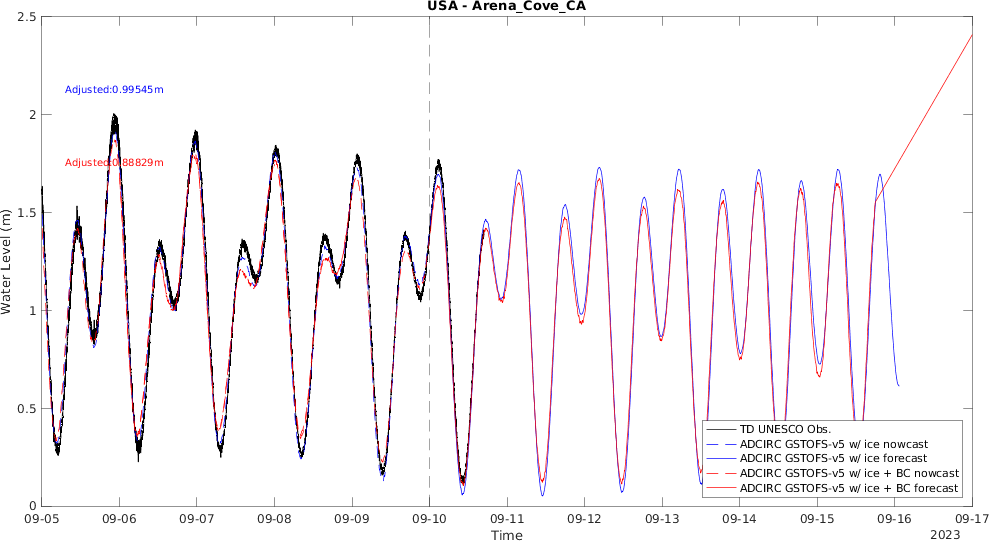 USA - Arena_Cove_CA
2.5
Adjusted:0.99545m
2
Adjusted:0.88829m
1.5
Water Level (m)
1
0.5
TD UNESCO Obs.
ADCIRC GSTOFS-v5 w/ ice nowcast
ADCIRC GSTOFS-v5 w/ ice forecast
ADCIRC GSTOFS-v5 w/ ice + BC nowcast
ADCIRC GSTOFS-v5 w/ ice + BC forecast
0
09-05 09-06 09-07 09-08 09-09 09-10 09-11 09-12 09-13 09-14 09-15 09-16 09-17
Time
2023